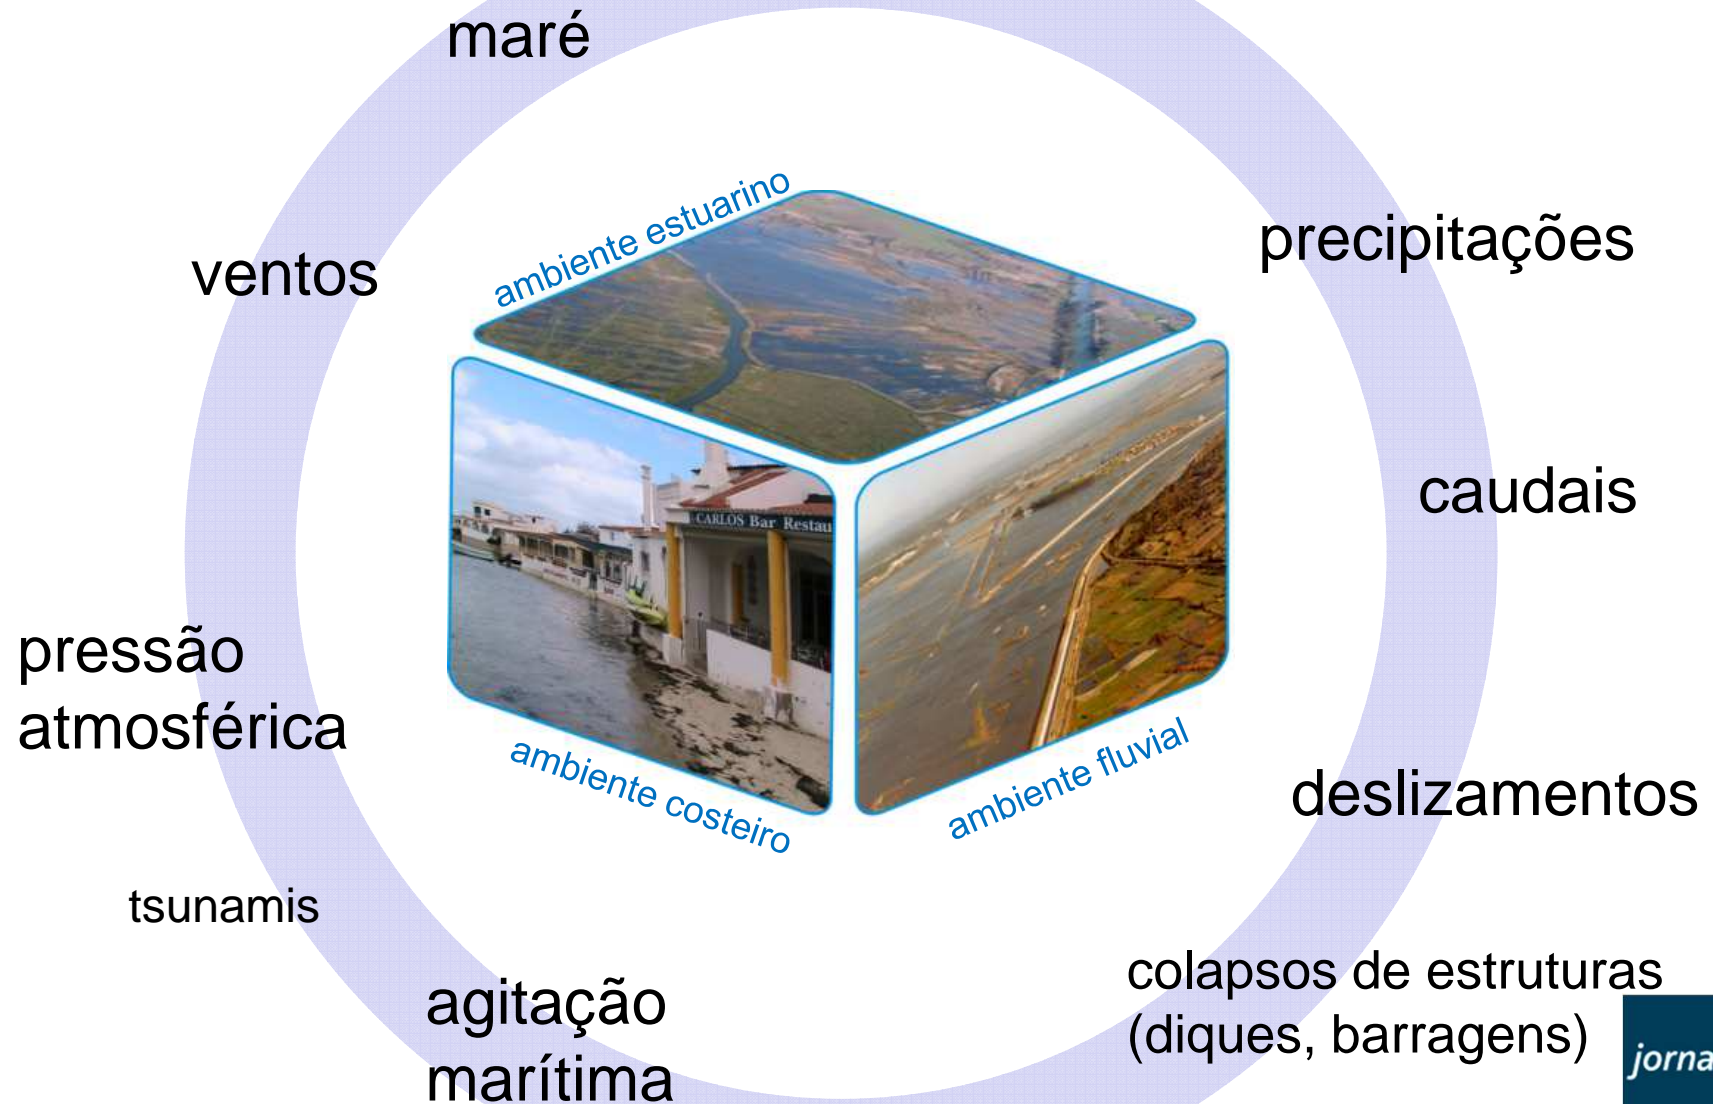 maré
ambiente estuarino
ventos
precipitações
caudais
CARLOS Bar Restau
pressão
atmosférica
ambiente costeiro
ambiente fluvial
deslizamentos
tsunamis
agitação
marítima
colapsos de estruturas
(diques, barragens)
jorna